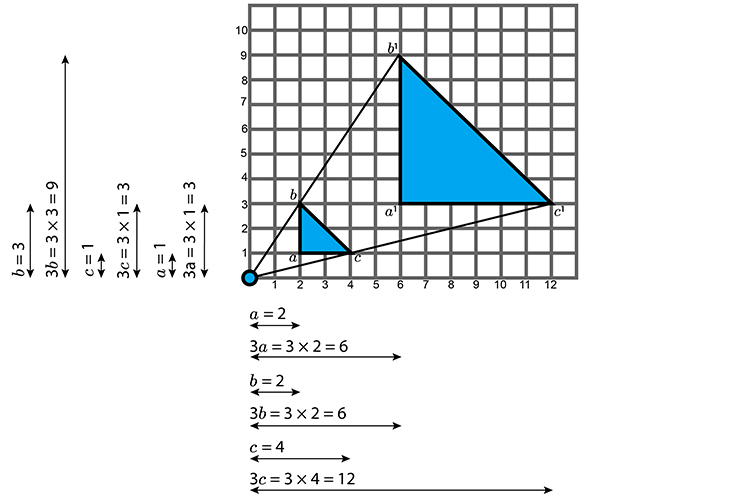 10
9
8
7
6
5
4
3
2
1
1 2 3 4 5 6 7 8 9 10 11 12
b¹
a¹
c¹
b
a
c
b = 3
3b = 3 × 3 = 9
c = 1
3c = 3 × 1 = 3
a = 1
3a = 3 × 1 = 3
a = 2
3a = 3 × 2 = 6
b = 2
3b = 3 × 2 = 6
c = 4
3c = 3 × 4 = 12